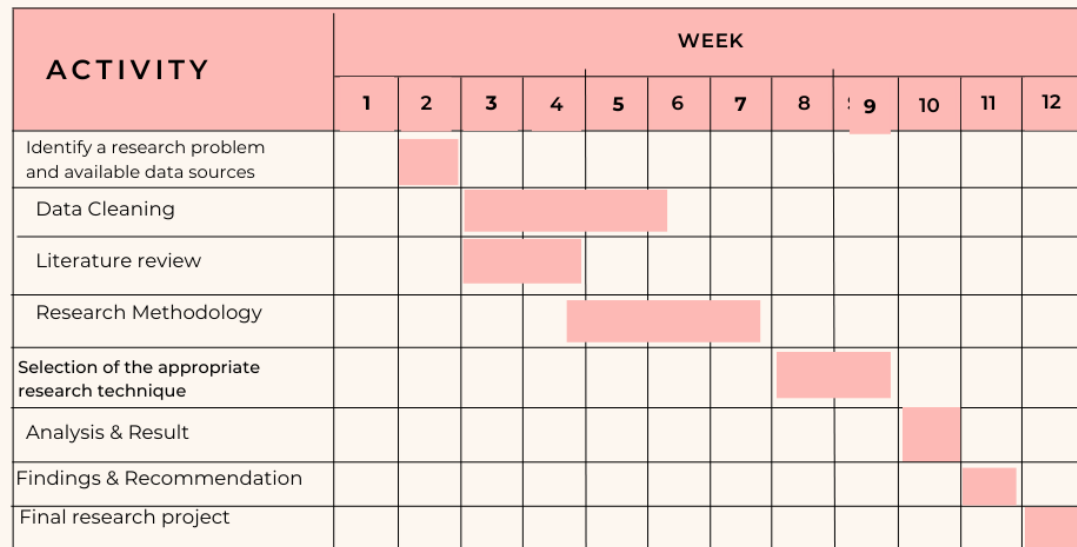 WEEK
ACTIVITY
1 2 3 4 5 6 7 8 9 10 11 12
Identify a research problem
and available data sources
Data Cleaning
Literature review
Research Methodology
Selection of the appropriate
research technique
Analysis & Result
Findings & Recommendation
Final research project